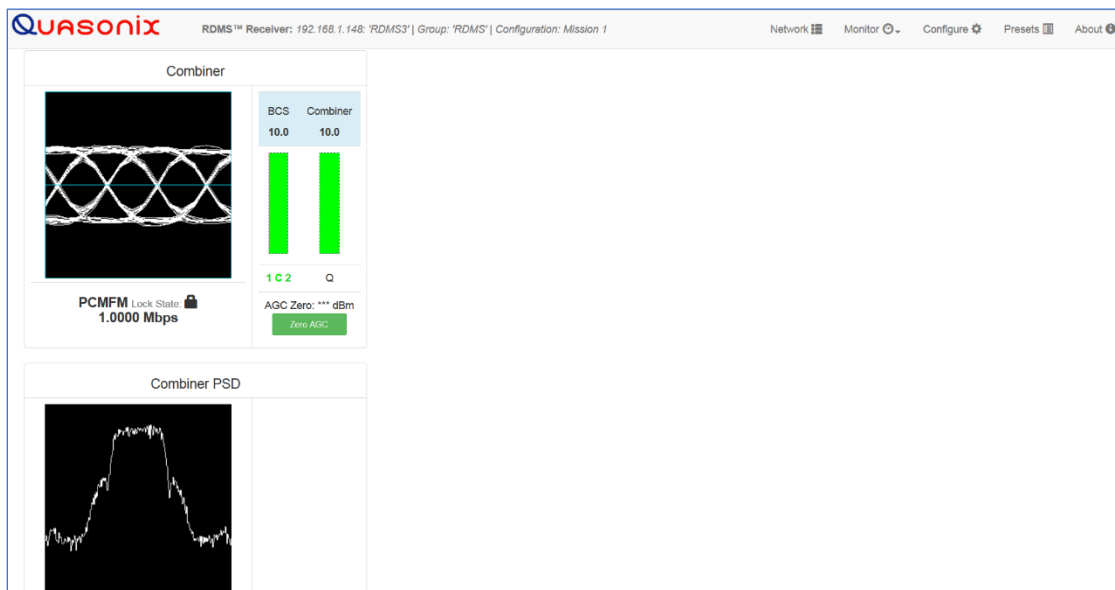 Quasonix
RDMS™ Receiver: 192.168.1.148: 'RDMS3' | Group: 'RDMS' | Configuration: Mission 1
Network
Monitor
Configure
Presets
About
Combiner
BCS Combiner
10.0 10.0
1 C 2 Q
PCMFM Lock State:
1.0000 Mbps
AGC Zero: *** dBm
Zero AGC
Combiner PSD